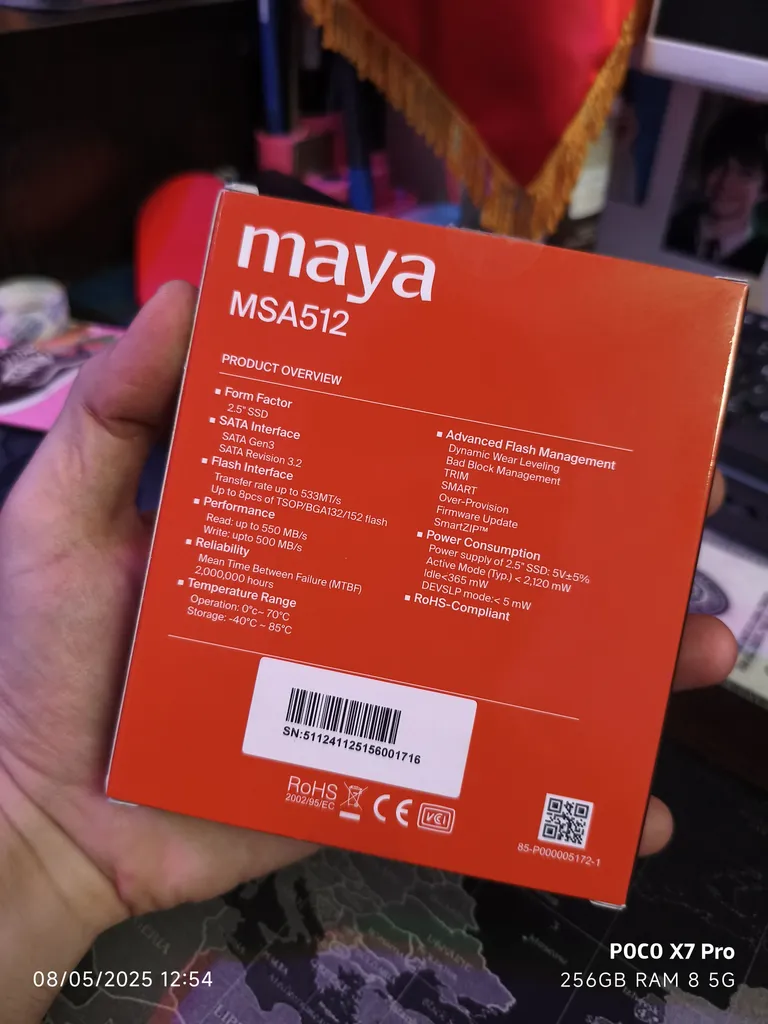 maya
MSA512
PRODUCT OVERVIEW
▪ Form Factor
2.5" SSD
▪ SATA Interface
SATA Gen3
SATA Revision 3.2
▪ Flash Interface
Transfer rate up to 533MT/s
Up to 8pcs of TSOP/BGA132/152 flash
▪ Performance
Read: up to 550 MB/s
Write: upto 500 MB/s
▪ Reliability
Mean Time Between Failure (MTBF)
2,000,000 hours
▪ Temperature Range
Operation: 0°c~ 70°C
Storage: -40°C ~ 85°C
▪ Advanced Flash Management
Dynamic Wear Leveling
Bad Block Management
TRIM
SMART
Over-Provision
Firmware Update
SmartZIP™
▪ Power Consumption
Power supply of 2.5" SSD: 5V±5%
Active Mode (Typ.) < 2,120 mW
Idle<365 mW
DEVSLP mode:< 5 mW
▪ RoHS-Compliant
SN:511241125156001716
RoHS
2002/95/EC
CE
VCI
85-P000005172-1
POCO X7 Pro
08/05/2025 12:54
256GB RAM 8 5G